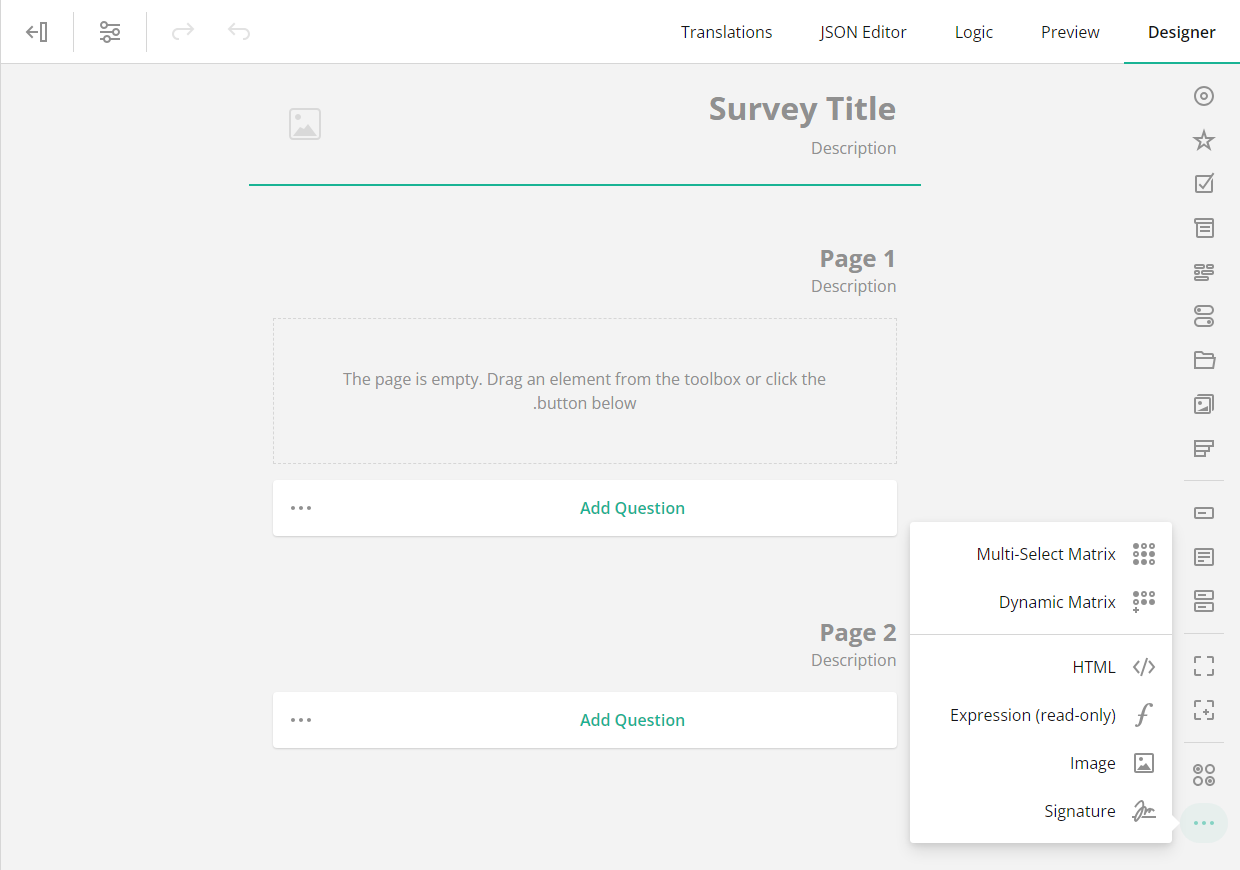 Translations
JSON Editor
Logic
Preview
Designer
Survey Title
Description
Page 1
Description
The page is empty. Drag an element from the toolbox or click the
.button below
Add Question
Page 2
Description
Add Question
Multi-Select Matrix
Dynamic Matrix
HTML
Expression (read-only)
Image
Signature